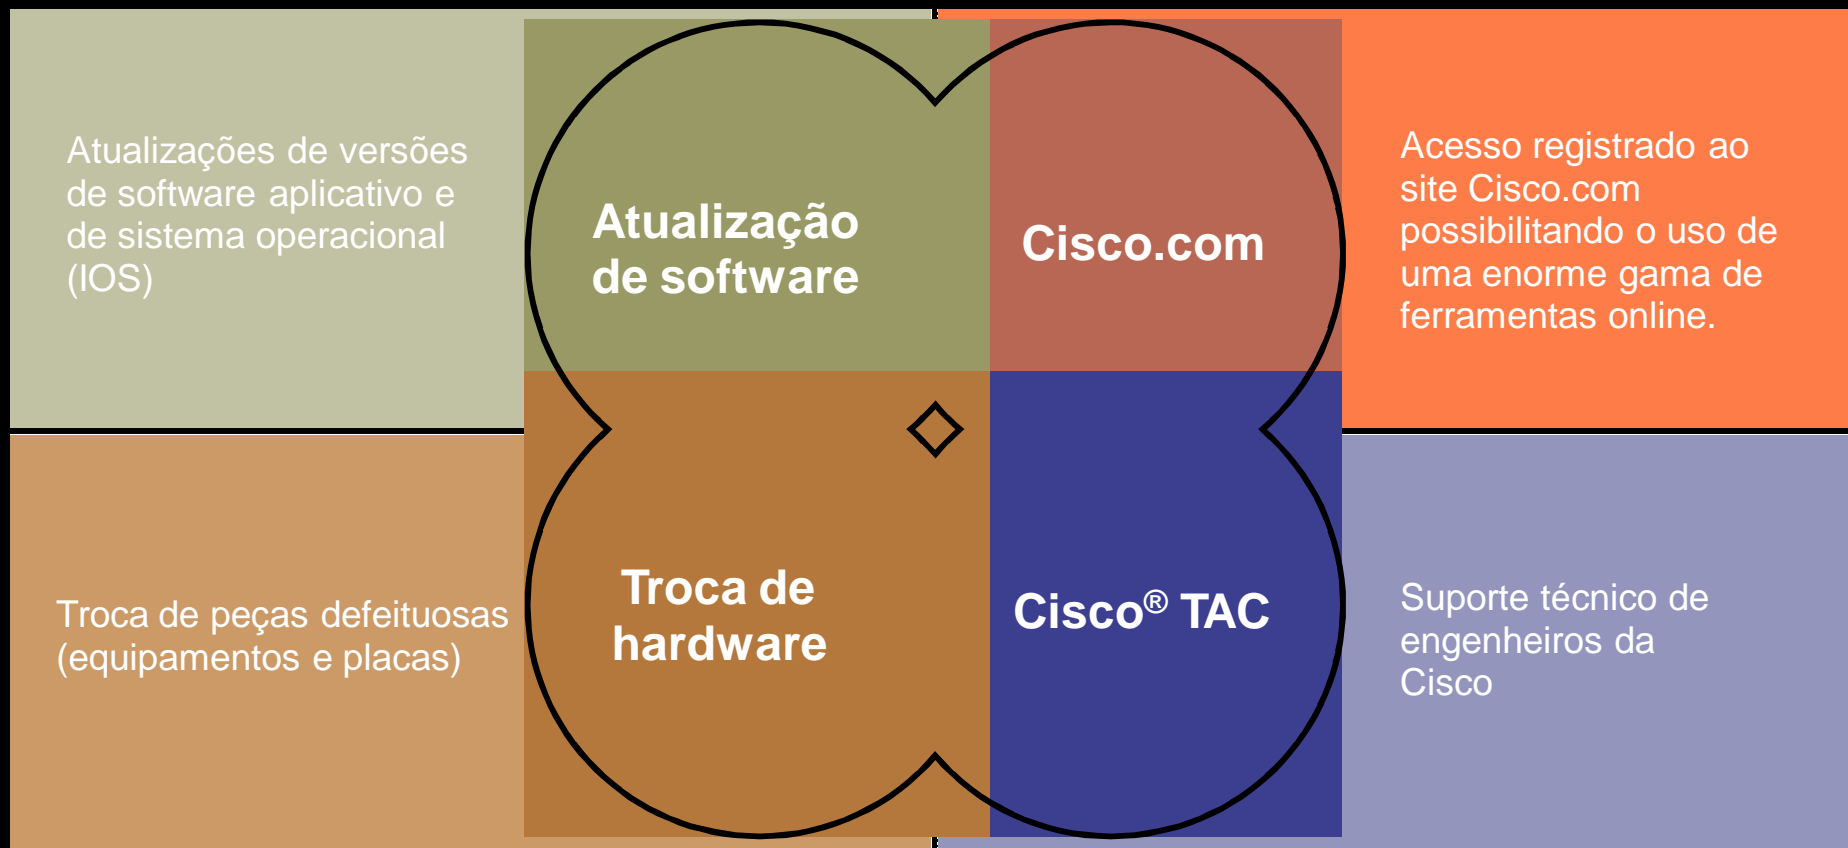 Atualizações de versões
de software aplicativo e
de sistema operacional
(IOS)
Atualização
de software
Cisco.com
Acesso registrado ao
site Cisco.com
possibilitando o uso de
uma enorme gama de
ferramentas online.
Troca de peças defeituosas
(equipamentos e placas)
Troca de
hardware
Cisco® TAC
Suporte técnico de
engenheiros da
Cisco